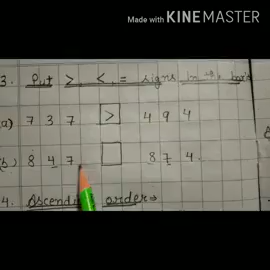 Made with KINEMASTER
3. Put >, <, = signs in the box:
(a) 7 3 7 > 4 9 4
(b) 8 4 7 8 7 4.
4. Ascending order⇒